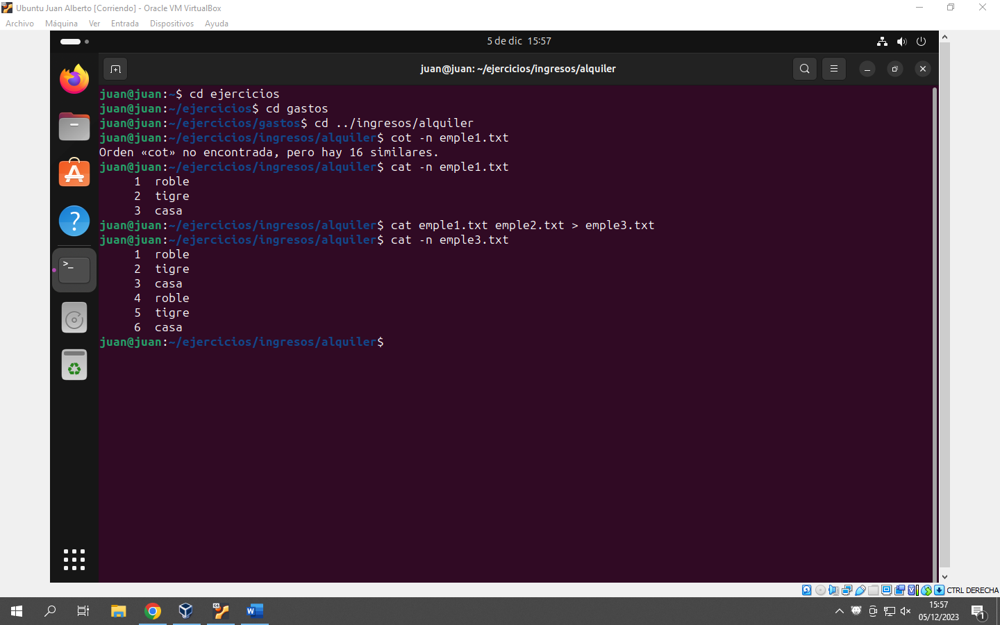 Ubuntu Juan Alberto [Corriendo] - Oracle VM VirtualBox
Archivo Máquina Ver Entrada Dispositivos Ayuda
5 de dic 15:57
juan@juan: ~/ejercicios/ingresos/alquiler
juan@juan:~$ cd ejercicios
juan@juan:~/ejercicios$ cd gastos
juan@juan:~/ejercicios/gastos$ cd ../ingresos/alquiler
juan@juan:~/ejercicios/ingresos/alquiler$ cot -n emple1.txt
Orden «cot» no encontrada, pero hay 16 similares.
juan@juan:~/ejercicios/ingresos/alquiler$ cat -n emple1.txt
1 roble
2 tigre
3 casa
juan@juan:~/ejercicios/ingresos/alquiler$ cat emple1.txt emple2.txt > emple3.txt
juan@juan:~/ejercicios/ingresos/alquiler$ cat -n emple3.txt
1 roble
2 tigre
3 casa
4 roble
5 tigre
6 casa
juan@juan:~/ejercicios/ingresos/alquiler$
CTRL DERECHA
15:57
05/12/2023
1